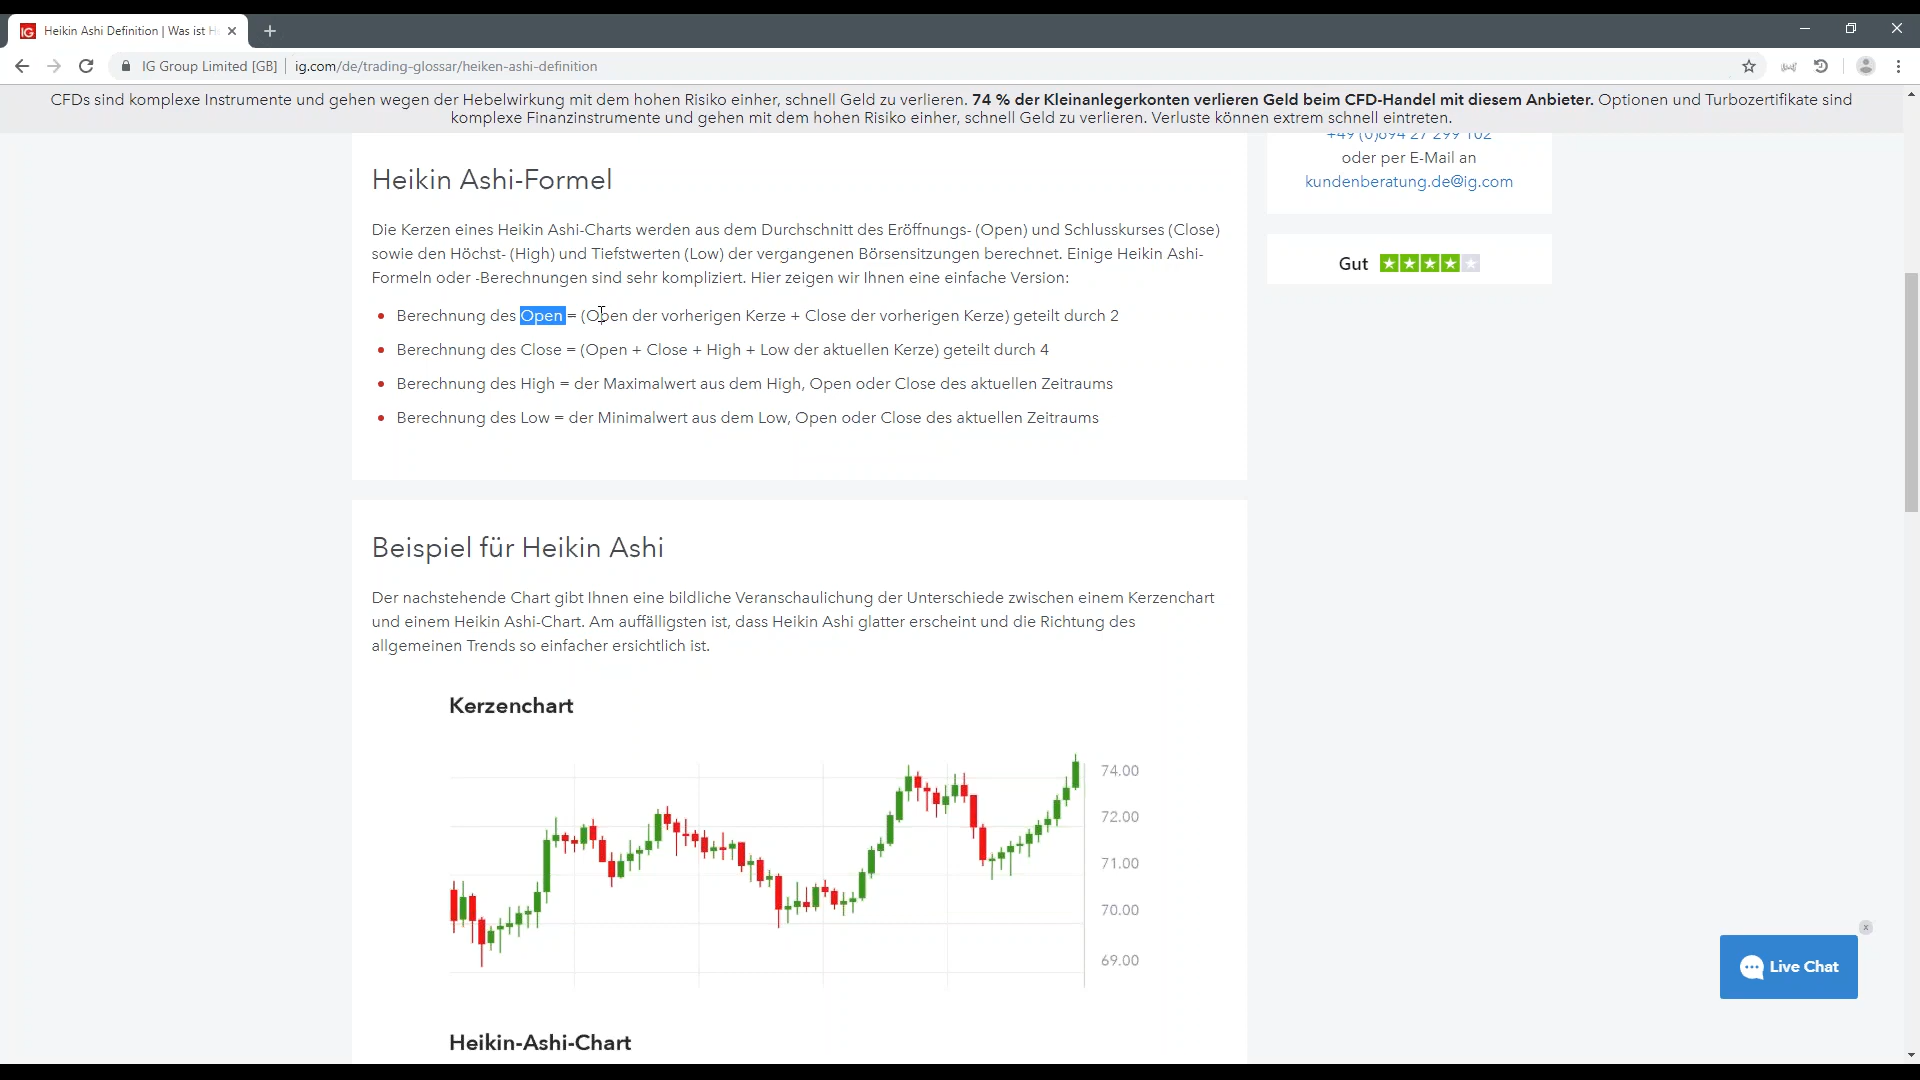 Heikin Ashi Definition | Was ist H
IG Group Limited [GB]
ig.com/de/trading-glossar/heiken-ashi-definition
CFDs sind komplexe Instrumente und gehen wegen der Hebelwirkung mit dem hohen Risiko einher, schnell Geld zu verlieren. 74 % der Kleinanlegerkonten verlieren Geld beim CFD-Handel mit diesem Anbieter. Optionen und Turbozertifikate sind
komplexe Finanzinstrumente und gehen mit dem hohen Risiko einher, schnell Geld zu verlieren. Verluste können extrem schnell eintreten.
+49 (0)694 27 299 102
oder per E-Mail an
kundenberatung.de@ig.com
Gut
Heikin Ashi-Formel
Die Kerzen eines Heikin Ashi-Charts werden aus dem Durchschnitt des Eröffnungs- (Open) und Schlusskurses (Close)
sowie den Höchst- (High) und Tiefstwerten (Low) der vergangenen Börsensitzungen berechnet. Einige Heikin Ashi-
Formeln oder -Berechnungen sind sehr kompliziert. Hier zeigen wir Ihnen eine einfache Version:
Berechnung des Open = (Open der vorherigen Kerze + Close der vorherigen Kerze) geteilt durch 2
Berechnung des Close = (Open + Close + High + Low der aktuellen Kerze) geteilt durch 4
Berechnung des High = der Maximalwert aus dem High, Open oder Close des aktuellen Zeitraums
Berechnung des Low = der Minimalwert aus dem Low, Open oder Close des aktuellen Zeitraums
Beispiel für Heikin Ashi
Der nachstehende Chart gibt Ihnen eine bildliche Veranschaulichung der Unterschiede zwischen einem Kerzenchart
und einem Heikin Ashi-Chart. Am auffälligsten ist, dass Heikin Ashi glatter erscheint und die Richtung des
allgemeinen Trends so einfacher ersichtlich ist.
Kerzenchart
74.00
72.00
71.00
70.00
69.00
Live Chat
Heikin-Ashi-Chart